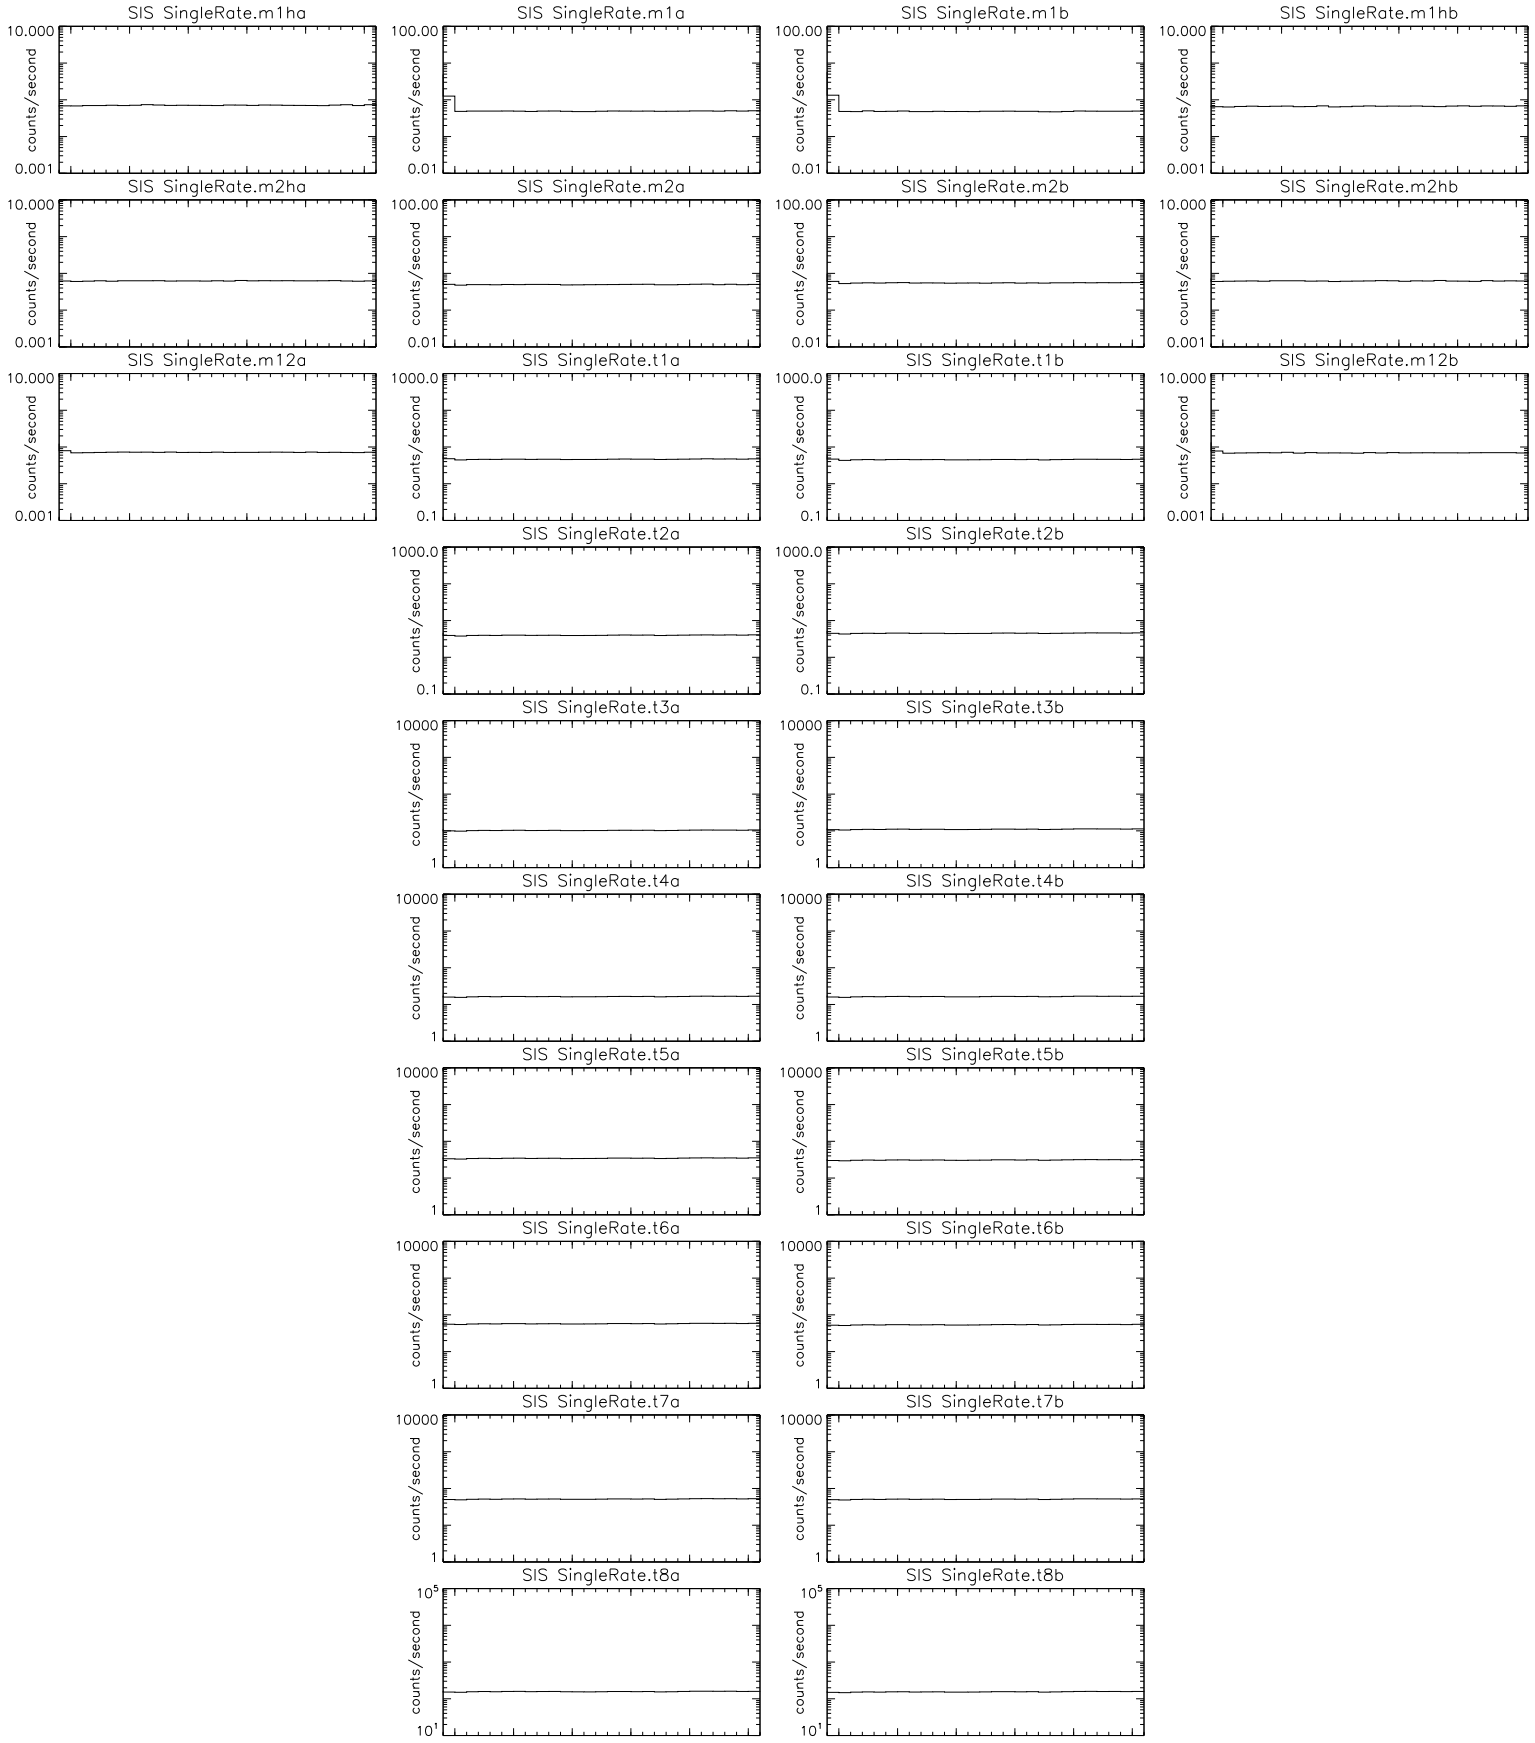 SIS SingleRate.m1ha
10.000
counts/second
0.001
SIS SingleRate.m1a
100.00
counts/second
0.01
SIS SingleRate.m1b
100.00
counts/second
0.01
SIS SingleRate.m1hb
10.000
counts/second
0.001
SIS SingleRate.m2ha
10.000
counts/second
0.001
SIS SingleRate.m2a
100.00
counts/second
0.01
SIS SingleRate.m2b
100.00
counts/second
0.01
SIS SingleRate.m2hb
10.000
counts/second
0.001
SIS SingleRate.m12a
10.000
counts/second
0.001
SIS SingleRate.t1a
1000.0
counts/second
0.1
SIS SingleRate.t1b
1000.0
counts/second
0.1
SIS SingleRate.m12b
10.000
counts/second
0.001
SIS SingleRate.t2a
1000.0
counts/second
0.1
SIS SingleRate.t2b
1000.0
counts/second
0.1
SIS SingleRate.t3a
10000
counts/second
1
SIS SingleRate.t3b
10000
counts/second
1
SIS SingleRate.t4a
10000
counts/second
1
SIS SingleRate.t4b
10000
counts/second
1
SIS SingleRate.t5a
10000
counts/second
1
SIS SingleRate.t5b
10000
counts/second
1
SIS SingleRate.t6a
10000
counts/second
1
SIS SingleRate.t6b
10000
counts/second
1
SIS SingleRate.t7a
10000
counts/second
1
SIS SingleRate.t7b
10000
counts/second
1
SIS SingleRate.t8a
10⁵
counts/second
10¹
SIS SingleRate.t8b
10⁵
counts/second
10¹